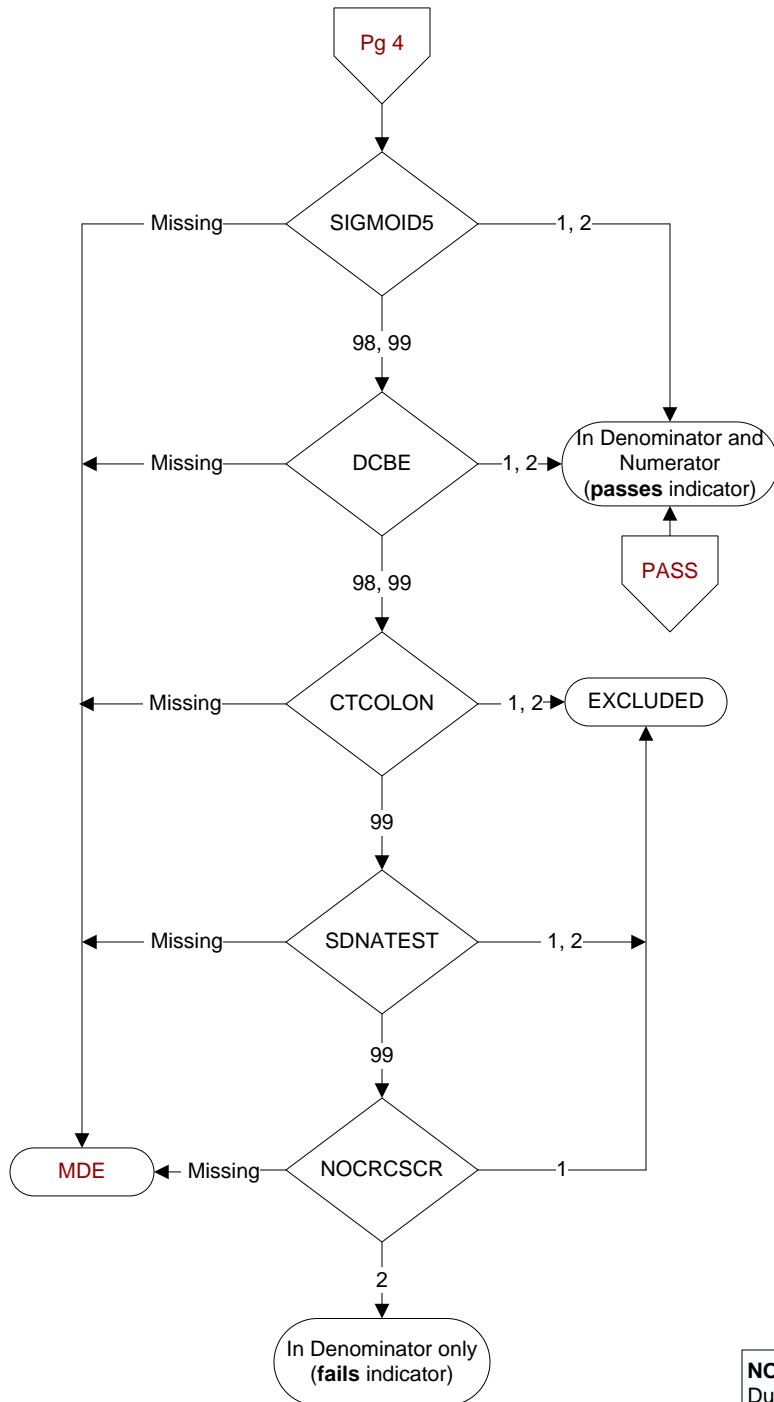 Pg 4
SIGMOID5
Missing
1, 2
98, 99
DCBE
Missing
1, 2
In Denominator and
Numerator
(passes indicator)
98, 99
PASS
CTCOLON
Missing
1, 2
EXCLUDED
99
SDNATEST
Missing
1, 2
99
MDE
Missing
NOCRCSCR
1
2
In Denominator only
(fails indicator)
NO
Du